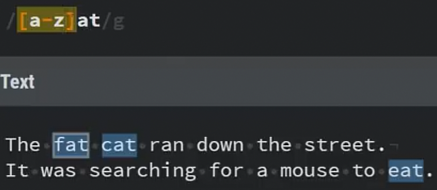 /[a-z]at/g
Text
The fat cat ran down the street.
It was searching for a mouse to eat.